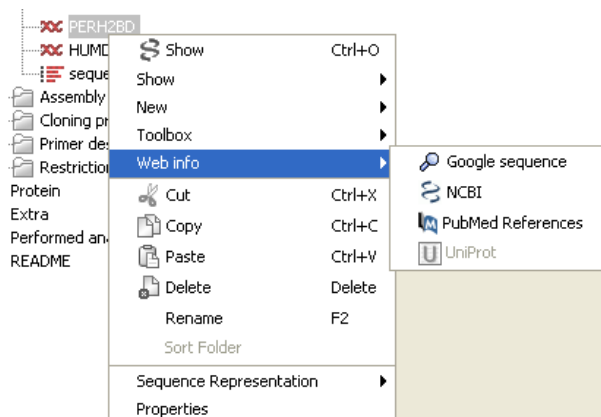 PERH2BD
HUMD
seque
Assembly
Cloning pr
Primer des
Restriction
Protein
Extra
Performed an
README
Show Ctrl+O
Show
New
Toolbox
Web info
Cut Ctrl+X
Copy Ctrl+C
Paste Ctrl+V
Delete Delete
Rename F2
Sort Folder
Sequence Representation
Properties
Google sequence
NCBI
PubMed References
UniProt